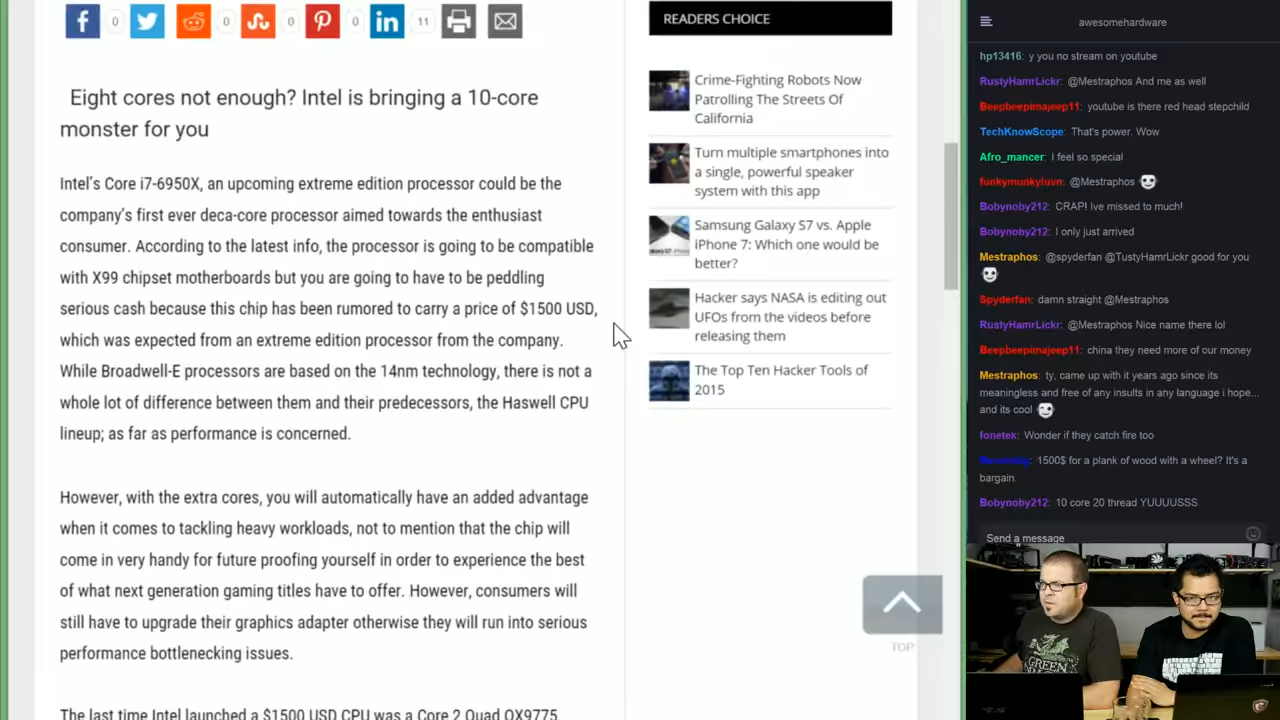 0
0
0
0
11
Eight cores not enough? Intel is bringing a 10-core
monster for you
Intel's Core i7-6950X, an upcoming extreme edition processor could be the
company's first ever deca-core processor aimed towards the enthusiast
consumer. According to the latest info, the processor is going to be compatible
with X99 chipset motherboards but you are going to have to be peddling
serious cash because this chip has been rumored to carry a price of $1500 USD,
which was expected from an extreme edition processor from the company.
While Broadwell-E processors are based on the 14nm technology, there is not a
whole lot of difference between them and their predecessors, the Haswell CPU
lineup; as far as performance is concerned.
However, with the extra cores, you will automatically have an added advantage
when it comes to tackling heavy workloads, not to mention that the chip will
come in very handy for future proofing yourself in order to experience the best
of what next generation gaming titles have to offer. However, consumers will
still have to upgrade their graphics adapter otherwise they will run into serious
performance bottlenecking issues.
The last time Intel launched a $1500 USD CPU was a Core 2 Quad QX9775
READERS CHOICE
Crime-Fighting Robots Now
Patrolling The Streets Of
California
Turn multiple smartphones into
a single, powerful speaker
system with this app
Samsung Galaxy S7 vs. Apple
iPhone 7: Which one would be
better?
Hacker says NASA is editing out
UFOs from the videos before
releasing them
The Top Ten Hacker Tools of
2015
TOP
awesomehardware
hp13416: y you no stream on youtube
RustyHamrLickr: @Mestraphos And me as well
Beepbeepimajeep11: youtube is there red head stepchild
TechKnowScope: That's power. Wow
Afro_mancer: I feel so special
funkymunkyluvn: @Mestraphos
Bobynoby212: CRAP! Ive missed to much!
Bobynoby212: I only just arrived
Mestraphos: @spyderfan @TustyHamrLickr good for you
Spyderfan: damn straight @Mestraphos
RustyHamrLickr: @Mestraphos Nice name there lol
Beepbeepimajeep11: china they need more of our money
Mestraphos: ty, came up with it years ago since its
meaningless and free of any insults in any language i hope...
and its cool
fonetek: Wonder if they catch fire too
1500$ for a plank of wood with a wheel? It's a
bargain.
Bobynoby212: 10 core 20 thread YUUUUSSS
Send a message
GREEN